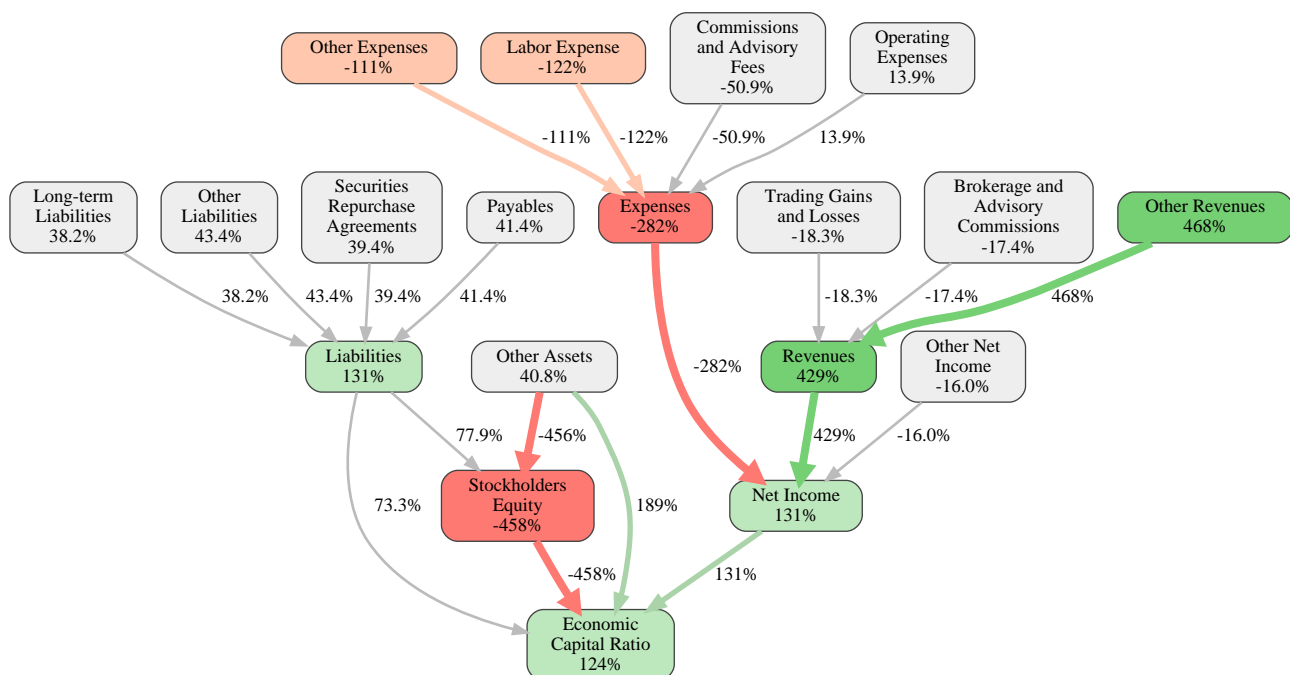 Other Expenses
-111%
Labor Expense
-122%
Commissions
and Advisory
Fees
-50.9%
Operating
Expenses
13.9%
-111%
-122%
-50.9%
13.9%
Long-term
Liabilities
38.2%
Other
Liabilities
43.4%
Securities
Repurchase
Agreements
39.4%
Payables
41.4%
Expenses
-282%
Trading Gains
and Losses
-18.3%
Brokerage and
Advisory
Commissions
-17.4%
Other Revenues
468%
38.2%
43.4%
39.4%
41.4%
-18.3%
-17.4%
468%
Liabilities
131%
Other Assets
40.8%
-282%
Revenues
429%
Other Net
Income
-16.0%
77.9%
-456%
429%
-16.0%
73.3%
Stockholders
Equity
-458%
189%
Net Income
131%
-458%
131%
Economic
Capital Ratio
124%